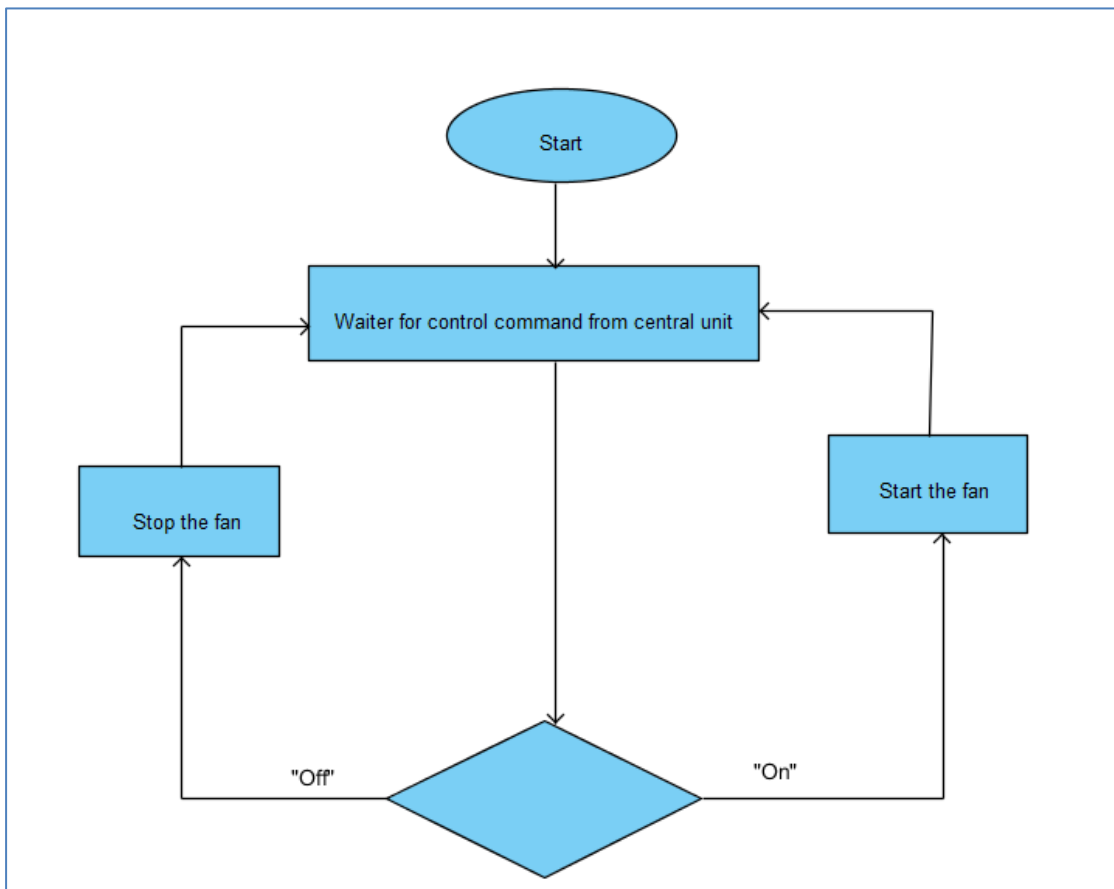 Start
Waiter for control command from central unit
Stop the fan
Start the fan
"Off"
"On"